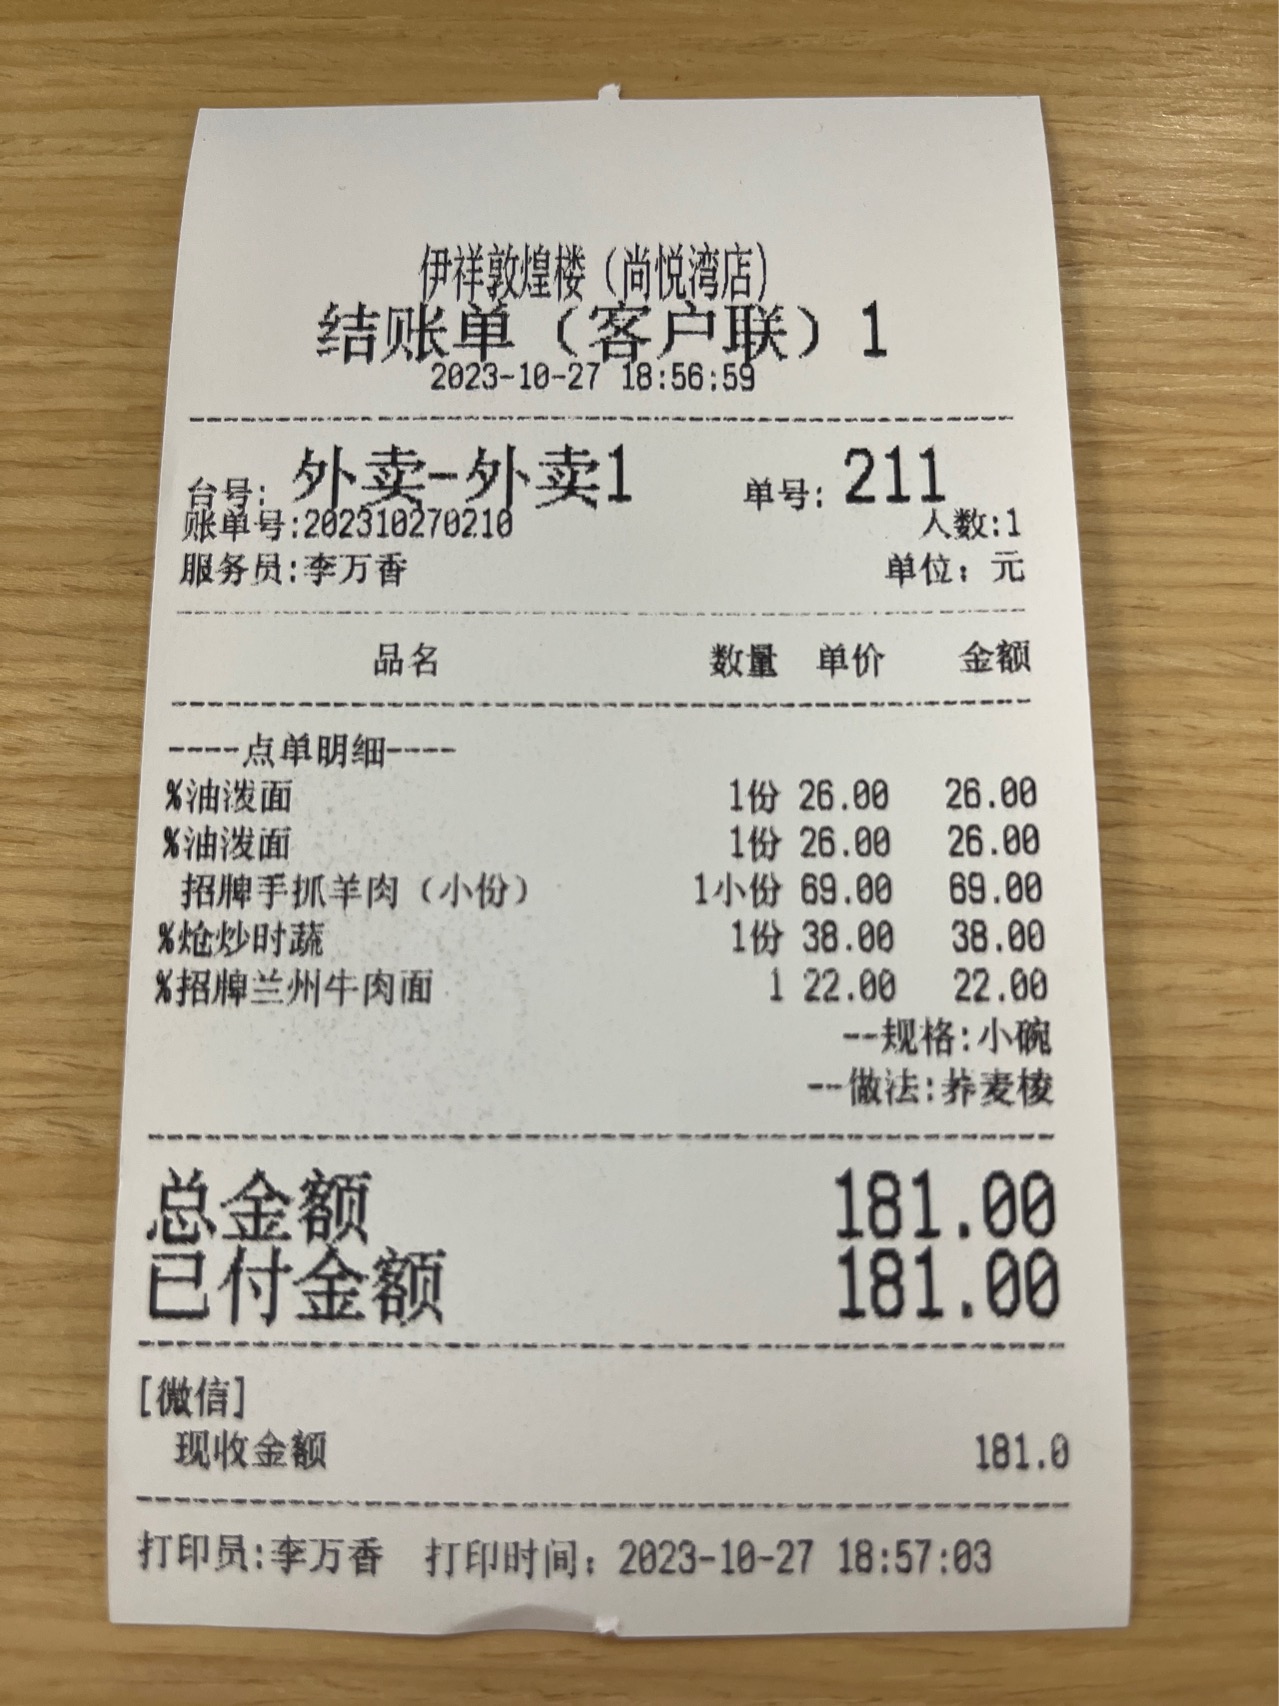 伊祥敦煌楼（尚悦湾店）
结账单（客户联）1
2023-10-27 18:56:59
台号: 外卖-外卖1 单号: 211
账单号:202310270210 人数:1
服务员:李万香 单位: 元
品名 数量 单价 金额
----点单明细----
%油泼面 1份 26.00 26.00
%油泼面 1份 26.00 26.00
招牌手抓羊肉（小份） 1小份 69.00 69.00
%炝炒时蔬 1份 38.00 38.00
%招牌兰州牛肉面 1 22.00 22.00
--规格:小碗
--做法:荞麦棱
总金额 181.00
已付金额 181.00
[微信]
现收金额 181.0
打印员:李万香 打印时间: 2023-10-27 18:57:03